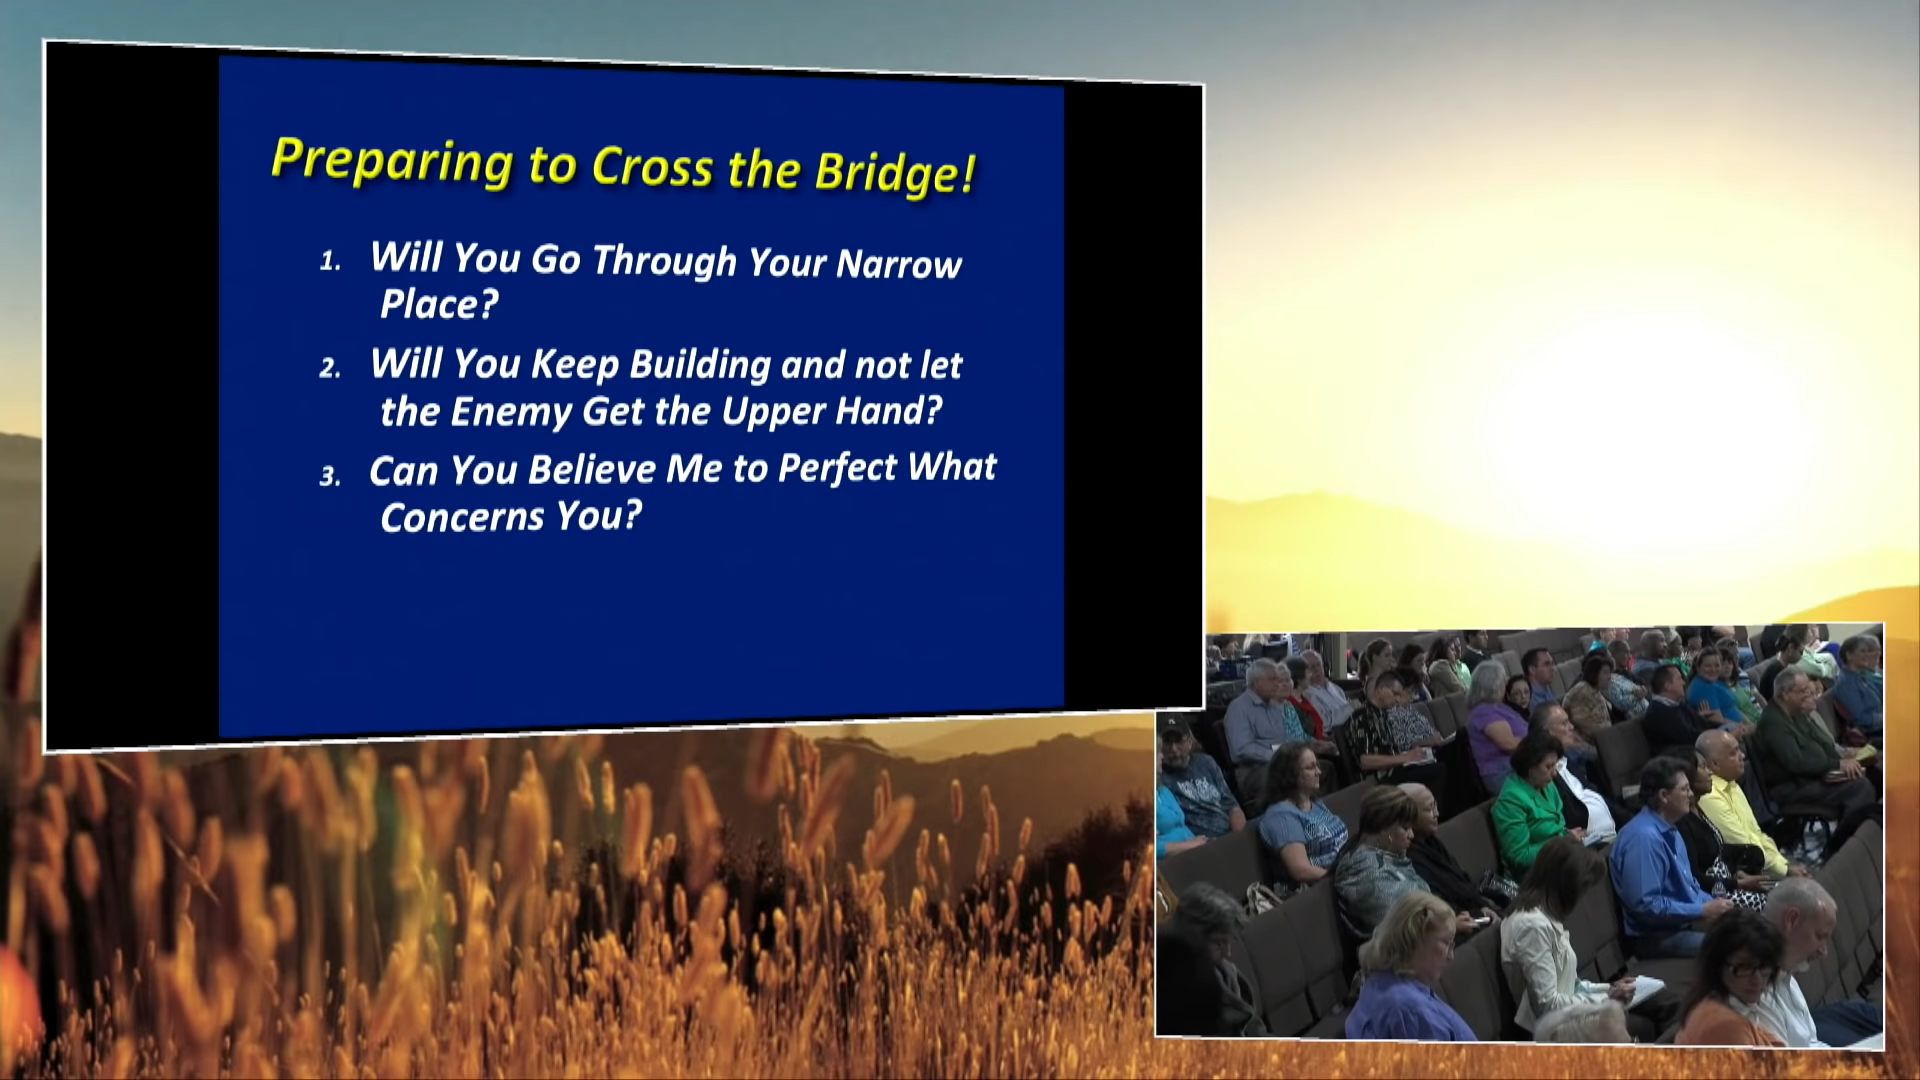 Preparing to Cross the Bridge!
1. Will You Go Through Your Narrow
Place?
2. Will You Keep Building and not let
the Enemy Get the Upper Hand?
3. Can You Believe Me to Perfect What
Concerns You?